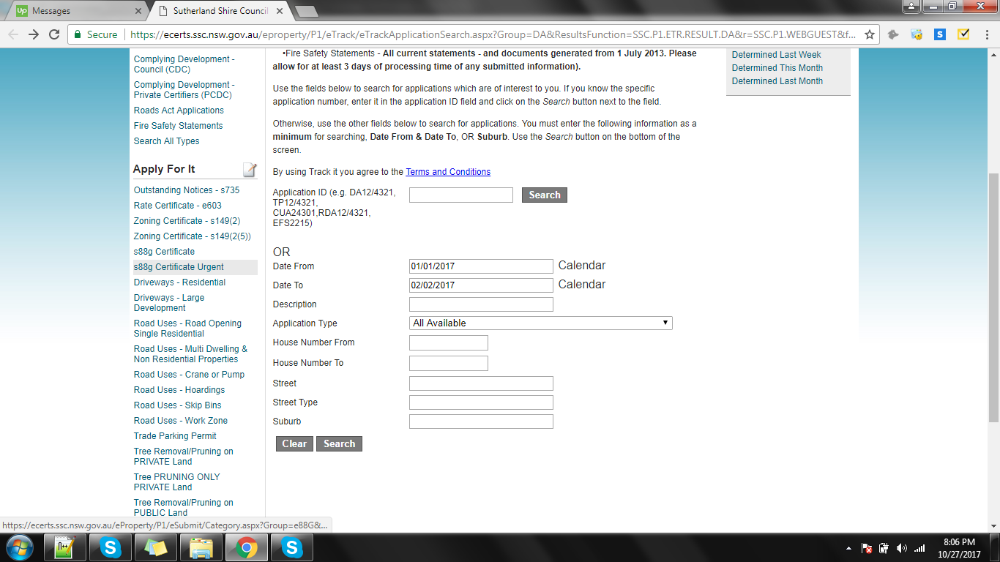 Up Messages
Sutherland Shire Council
Secure https://ecerts.ssc.nsw.gov.au/eproperty/P1/eTrack/eTrackApplicationSearch.aspx?Group=DA&ResultsFunction=SSC.P1.ETR.RESULT.DA&r=SSC.P1.WEBGUEST&f...
Complying Development -
Council (CDC)
Complying Development -
Private Certifiers (PCDC)
Roads Act Applications
Fire Safety Statements
Search All Types
Apply For It
Outstanding Notices - s735
Rate Certificate - e603
Zoning Certificate - s149(2)
Zoning Certificate - s149(2(5))
s88g Certificate
s88g Certificate Urgent
Driveways - Residential
Driveways - Large
Development
Road Uses - Road Opening
Single Residential
Road Uses - Multi Dwelling &
Non Residential Properties
Road Uses - Crane or Pump
Road Uses - Hoardings
Road Uses - Skip Bins
Road Uses - Work Zone
Trade Parking Permit
Tree Removal/Pruning on
PRIVATE Land
Tree PRUNING ONLY
PRIVATE Land
Tree Removal/Pruning on
PUBLIC Land
•Fire Safety Statements - All current statements - and documents generated from 1 July 2013. Please
allow for at least 3 days of processing time of any submitted information).
Use the fields below to search for applications which are of interest to you. If you know the specific
application number, enter it in the application ID field and click on the Search button next to the field.
Otherwise, use the other fields below to search for applications. You must enter the following information as a
minimum for searching, Date From & Date To, OR Suburb. Use the Search button on the bottom of the
screen.
By using Track it you agree to the Terms and Conditions
Application ID (e.g. DA12/4321,
TP12/4321,
CUA24301,RDA12/4321,
EFS2215)
Search
OR
Date From 01/01/2017 Calendar
Date To 02/02/2017 Calendar
Description
Application Type All Available
House Number From
House Number To
Street
Street Type
Suburb
Clear Search
Determined Last Week
Determined This Month
Determined Last Month
https://ecerts.ssc.nsw.gov.au/eProperty/P1/eSubmit/Category.aspx?Group=e88G&...
8:06 PM
10/27/2017